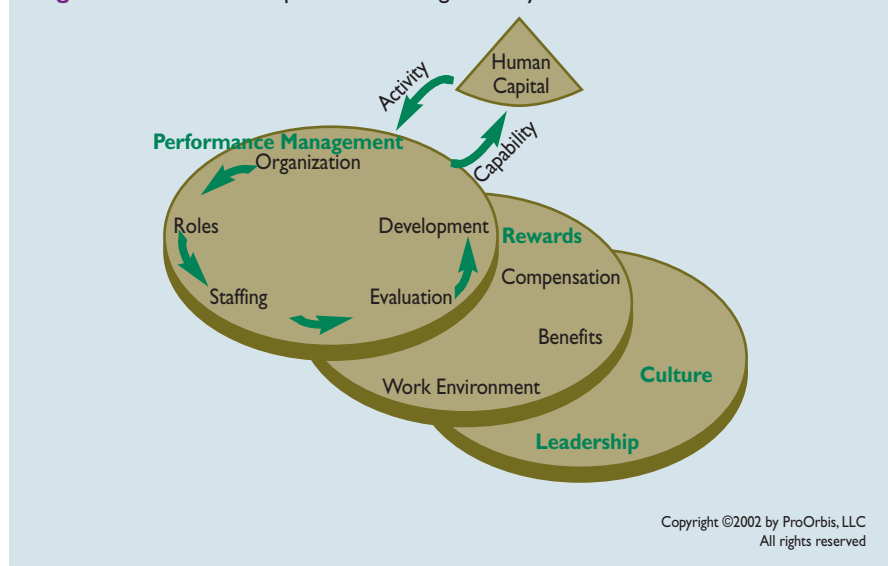 Human
Capital
Activity
Capability
Performance Management
Organization
Roles
Development
Staffing
Evaluation
Rewards
Compensation
Benefits
Work Environment
Culture
Leadership
Copyright ©2002 by ProOrbis, LLC
All rights reserved